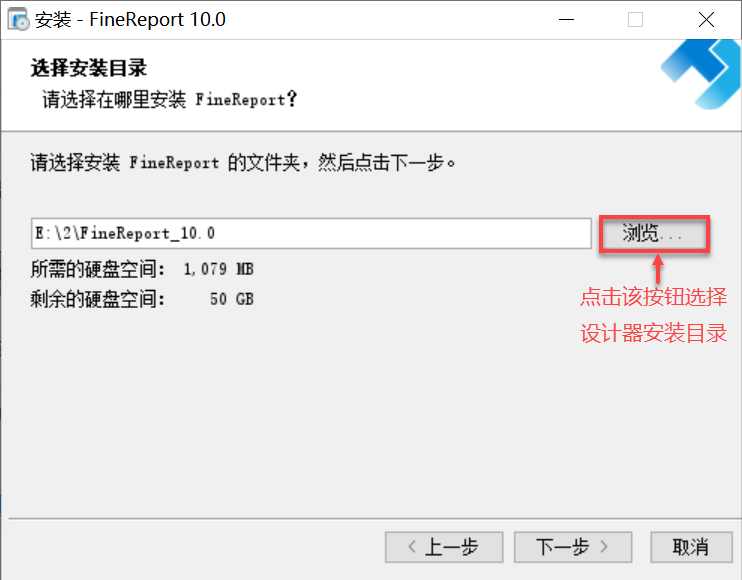 安装 - FineReport 10.0
选择安装目录
请选择在哪里安装 FineReport?
请选择安装 FineReport 的文件夹，然后点击下一步。
E:\2\FineReport_10.0
浏览...
所需的硬盘空间： 1,079 MB
剩余的硬盘空间： 50 GB
点击该按钮选择
设计器安装目录
< 上一步
下一步 >
取消